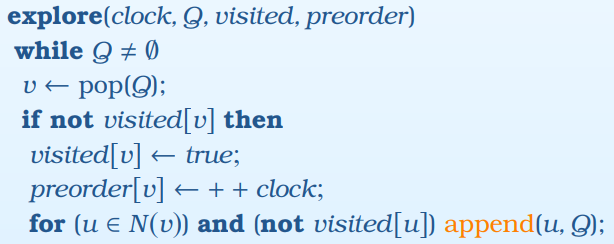 explore(clock, Q, visited, preorder)
while Q ≠ ∅
v ← pop(Q);
if not visited[v] then
visited[v] ← true;
preorder[v] ← + + clock;
for (u ∈ N(v)) and (not visited[u]) append(u, Q);